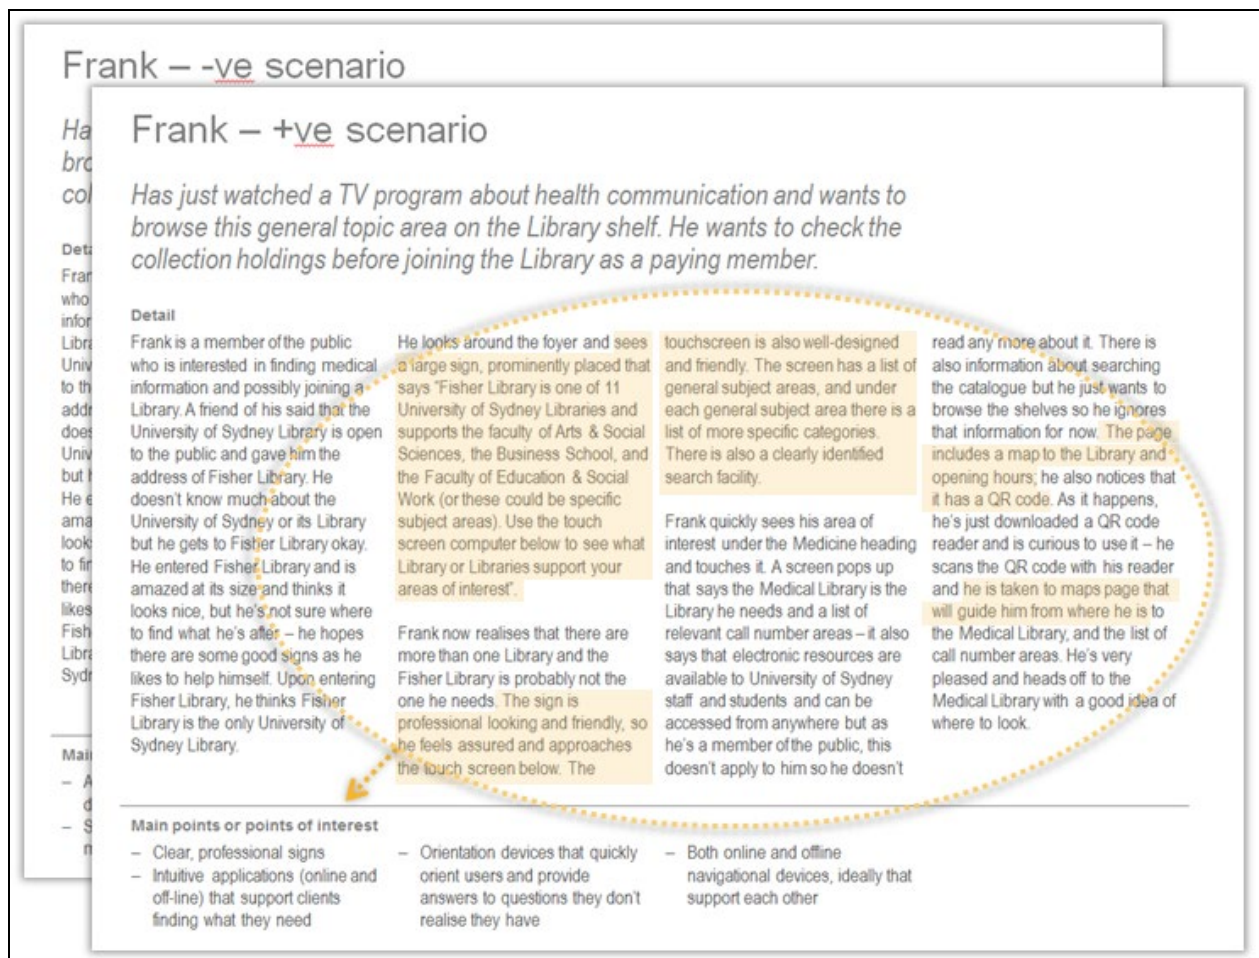 Frank – -ve scenario
Frank – +ve scenario
Has just watched a TV program about health communication and wants to
browse this general topic area on the Library shelf. He wants to check the
collection holdings before joining the Library as a paying member.
Detail
Frank is a member of the public
who is interested in finding medical
information and possibly joining a
Library. A friend of his said that the
University of Sydney Library is open
to the public and gave him the
address of Fisher Library. He
doesn't know much about the
University of Sydney or its Library
but he gets to Fisher Library okay.
He entered Fisher Library and is
amazed at its size and thinks it
looks nice, but he's not sure where
to find what he's after – he hopes
there are some good signs as he
likes to help himself. Upon entering
Fisher Library, he thinks Fisher
Library is the only University of
Sydney Library.
He looks around the foyer and sees
a large sign, prominently placed that
says "Fisher Library is one of 11
University of Sydney Libraries and
supports the faculty of Arts & Social
Sciences, the Business School, and
the Faculty of Education & Social
Work (or these could be specific
subject areas). Use the touch
screen computer below to see what
Library or Libraries support your
areas of interest".
Frank now realises that there are
more than one Library and the
Fisher Library is probably not the
one he needs. The sign is
professional looking and friendly, so
he feels assured and approaches
the touch screen below. The
touchscreen is also well-designed
and friendly. The screen has a list of
general subject areas, and under
each general subject area there is a
list of more specific categories.
There is also a clearly identified
search facility.
Frank quickly sees his area of
interest under the Medicine heading
and touches it. A screen pops up
that says the Medical Library is the
Library he needs and a list of
relevant call number areas – it also
says that electronic resources are
available to University of Sydney
staff and students and can be
accessed from anywhere but as
he's a member of the public, this
doesn't apply to him so he doesn't
read any more about it. There is
also information about searching
the catalogue but he just wants to
browse the shelves so he ignores
that information for now. The page
includes a map to the Library and
opening hours; he also notices that
it has a QR code. As it happens,
he's just downloaded a QR code
reader and is curious to use it – he
scans the QR code with his reader
and he is taken to maps page that
will guide him from where he is to
the Medical Library, and the list of
call number areas. He's very
pleased and heads off to the
Medical Library with a good idea of
where to look.
Main points or points of interest
– Clear, professional signs
– Intuitive applications (online and
off-line) that support clients
finding what they need
– Orientation devices that quickly
orient users and provide
answers to questions they don't
realise they have
– Both online and offline
navigational devices, ideally that
support each other